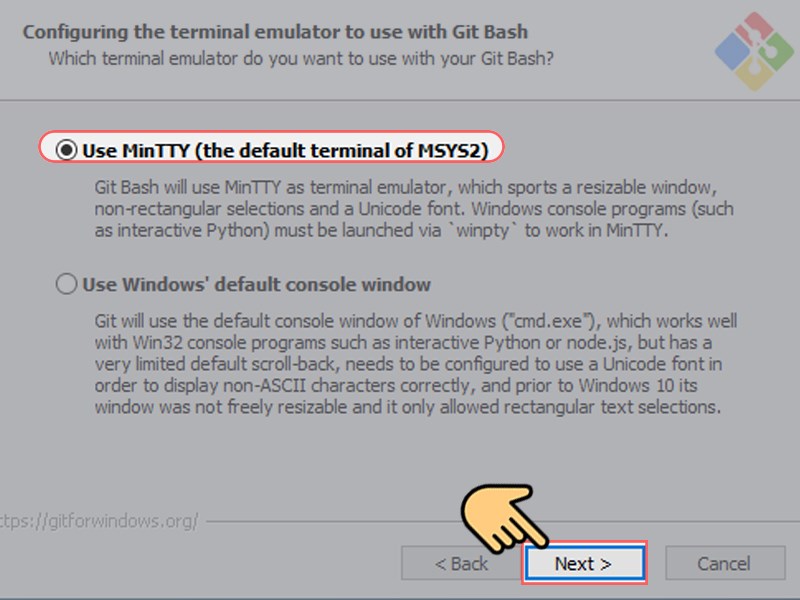 Configuring the terminal emulator to use with Git Bash
Which terminal emulator do you want to use with your Git Bash?
Use MinTTY (the default terminal of MSYS2)
Git Bash will use MinTTY as terminal emulator, which sports a resizable window,
non-rectangular selections and a Unicode font. Windows console programs (such
as interactive Python) must be launched via `winpty` to work in MinTTY.
Use Windows' default console window
Git will use the default console window of Windows ("cmd.exe"), which works well
with Win32 console programs such as interactive Python or node.js, but has a
very limited default scroll-back, needs to be configured to use a Unicode font in
order to display non-ASCII characters correctly, and prior to Windows 10 its
window was not freely resizable and it only allowed rectangular text selections.
ttps://gitforwindows.org/
< Back
Next >
Cancel